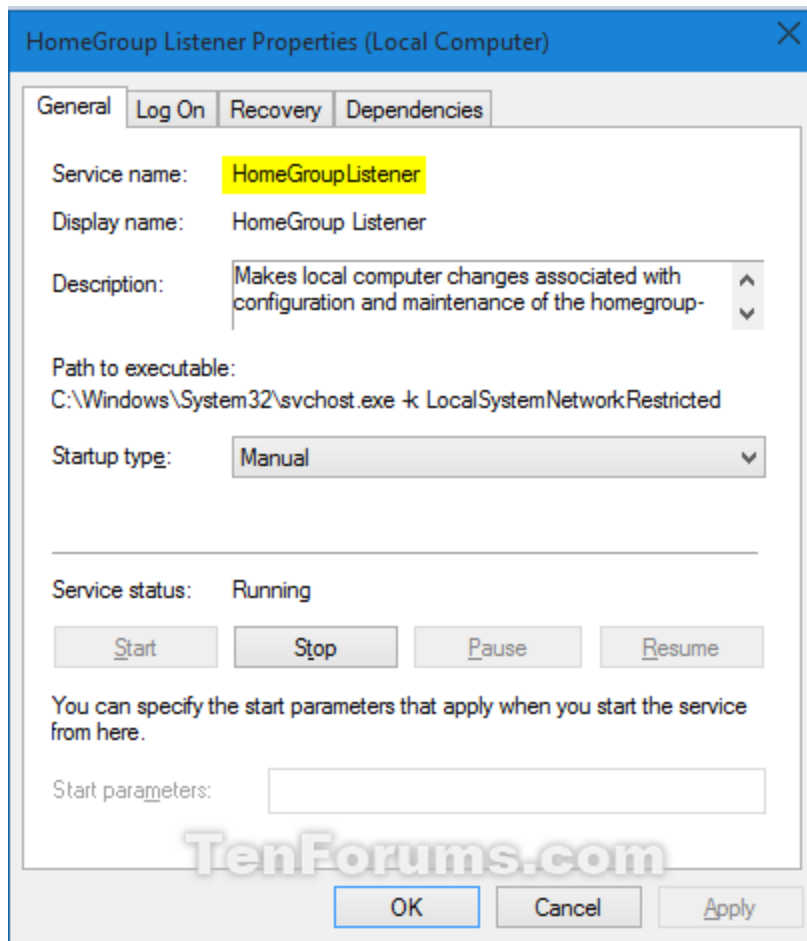 HomeGroup Listener Properties (Local Computer)
General Log On Recovery Dependencies
Service name: HomeGroupListener
Display name: HomeGroup Listener
Description: Makes local computer changes associated with
configuration and maintenance of the homegroup-
Path to executable:
C:\Windows\System32\svchost.exe -k LocalSystemNetworkRestricted
Startup type: Manual
Service status: Running
Start Stop Pause Resume
You can specify the start parameters that apply when you start the service
from here.
Start parameters:
TenForums.com
OK Cancel Apply